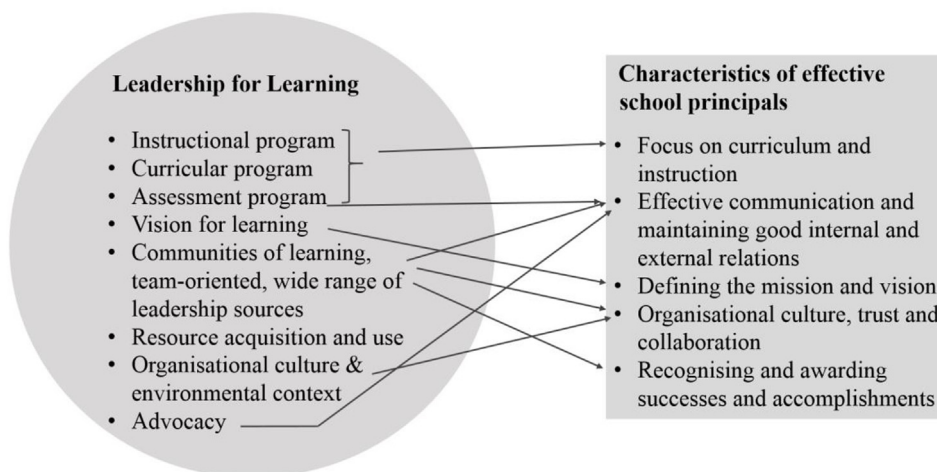 Leadership for Learning
• Instructional program
• Curricular program
• Assessment program
• Vision for learning
• Communities of learning,
team-oriented, wide range of
leadership sources
• Resource acquisition and use
• Organisational culture &
environmental context
• Advocacy
Characteristics of effective
school principals
• Focus on curriculum and
instruction
• Effective communication and
maintaining good internal and
external relations
• Defining the mission and vision
• Organisational culture, trust and
collaboration
• Recognising and awarding
successes and accomplishments